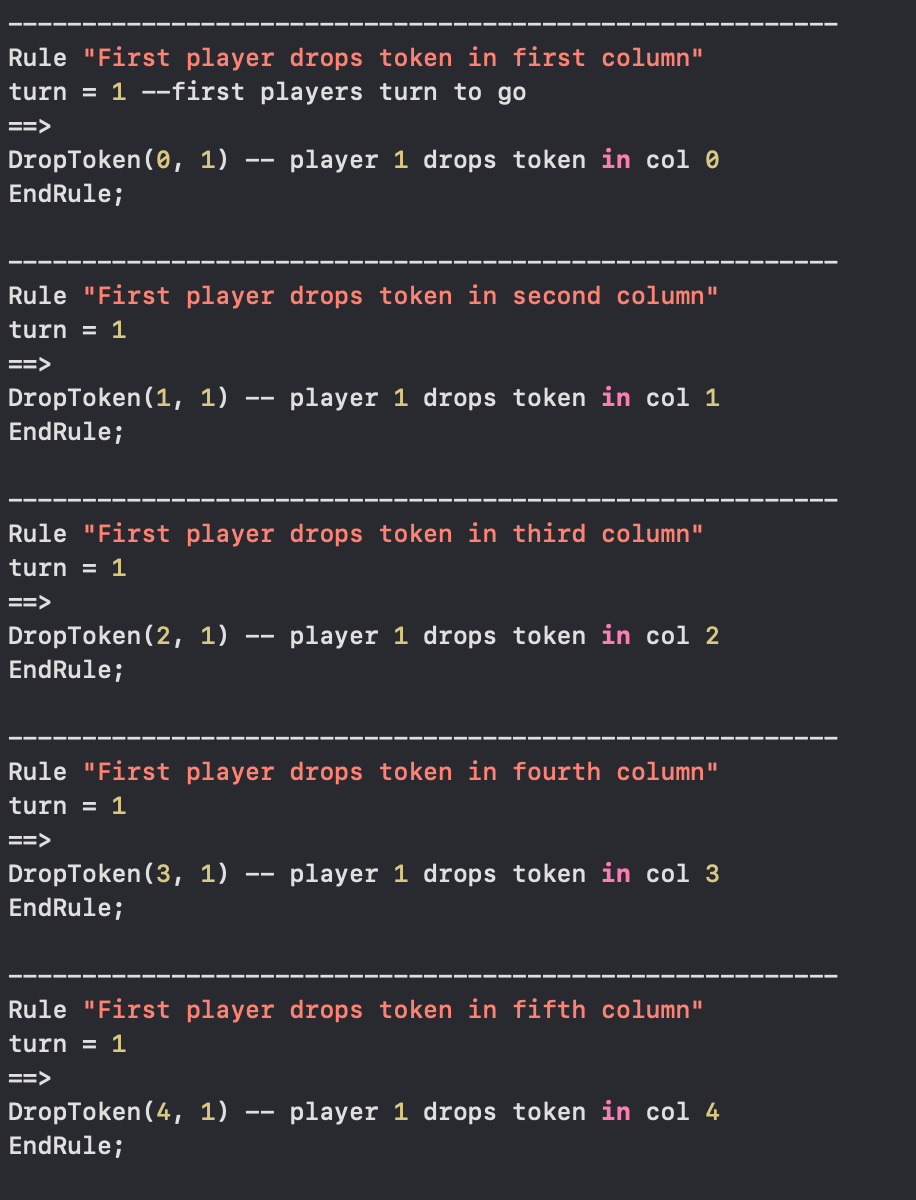 --------------------------------------------------------
Rule "First player drops token in first column"
turn = 1 --first players turn to go
==>
DropToken(0, 1) -- player 1 drops token in col 0
EndRule;
--------------------------------------------------------
Rule "First player drops token in second column"
turn = 1
==>
DropToken(1, 1) -- player 1 drops token in col 1
EndRule;
--------------------------------------------------------
Rule "First player drops token in third column"
turn = 1
==>
DropToken(2, 1) -- player 1 drops token in col 2
EndRule;
--------------------------------------------------------
Rule "First player drops token in fourth column"
turn = 1
==>
DropToken(3, 1) -- player 1 drops token in col 3
EndRule;
--------------------------------------------------------
Rule "First player drops token in fifth column"
turn = 1
==>
DropToken(4, 1) -- player 1 drops token in col 4
EndRule;